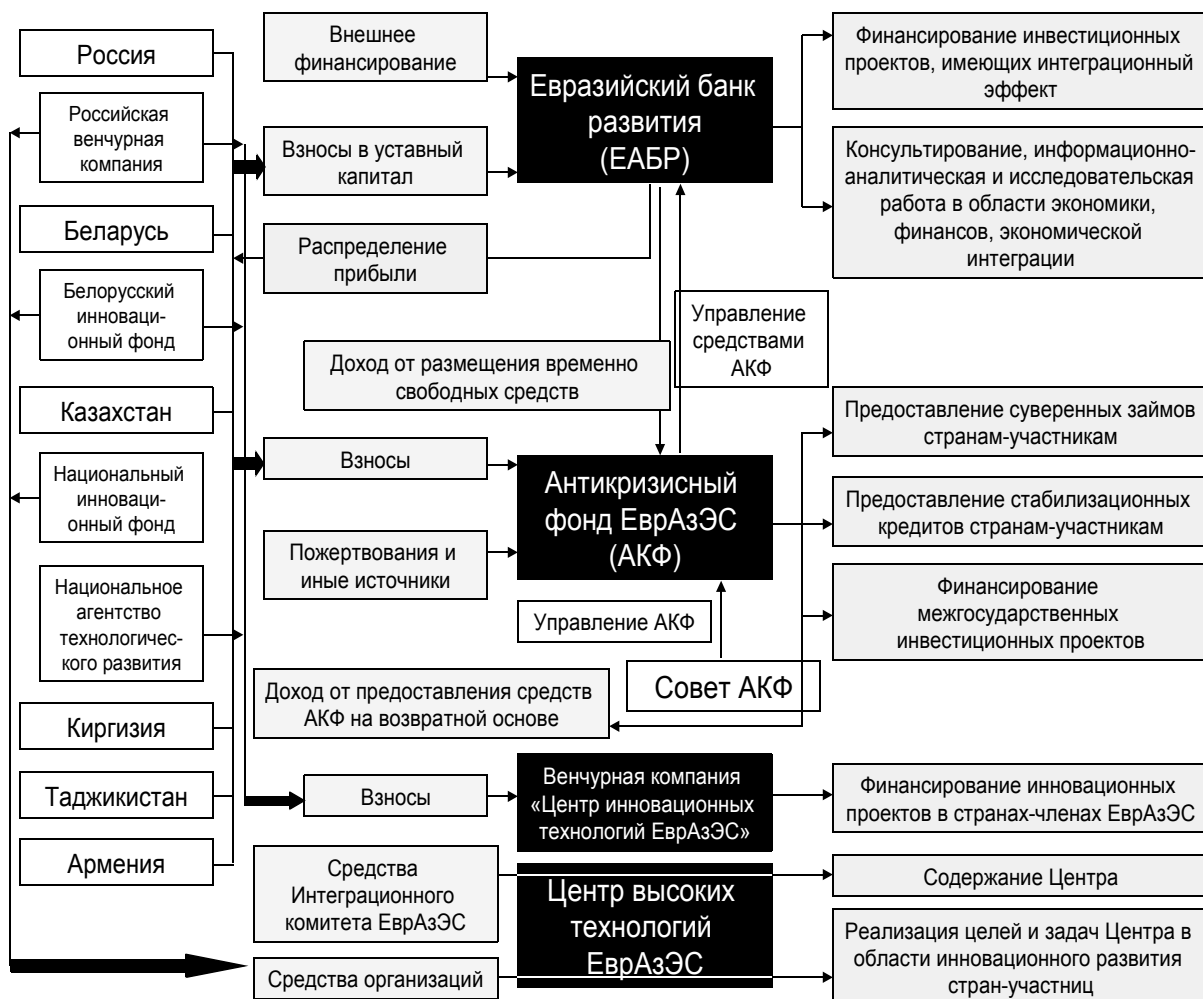 Россия
Российская
венчурная
компания
Беларусь
Белорусский
инноваци-
онный фонд
Казахстан
Национальный
инноваци-
онный фонд
Национальное
агентство
технологичес-
кого развития
Киргизия
Таджикистан
Армения
Внешнее
финансирование
Взносы в уставный
капитал
Распределение
прибыли
Доход от размещения временно
свободных средств
Взносы
Пожертвования и
иные источники
Управление АКФ
Доход от предоставления средств
АКФ на возвратной основе
Взносы
Средства
Интеграционного
комитета ЕврАзЭС
Средства организаций
Евразийский банк
развития
(ЕАБР)
Управление
средствами
АКФ
Антикризисный
фонд ЕврАзЭС
(АКФ)
Совет АКФ
Венчурная компания
«Центр инновационных
технологий ЕврАзЭС»
Центр высоких
технологий
ЕврАзЭС
Финансирование инвестиционных
проектов, имеющих интеграционный
эффект
Консультирование, информационно-
аналитическая и исследовательская
работа в области экономики,
финансов, экономической
интеграции
Предоставление суверенных займов
странам-участникам
Предоставление стабилизационных
кредитов странам-участникам
Финансирование
межгосударственных
инвестиционных проектов
Финансирование инновационных
проектов в странах-членах ЕврАзЭС
Содержание Центра
Реализация целей и задач Центра в
области инновационного развития
стран-участниц